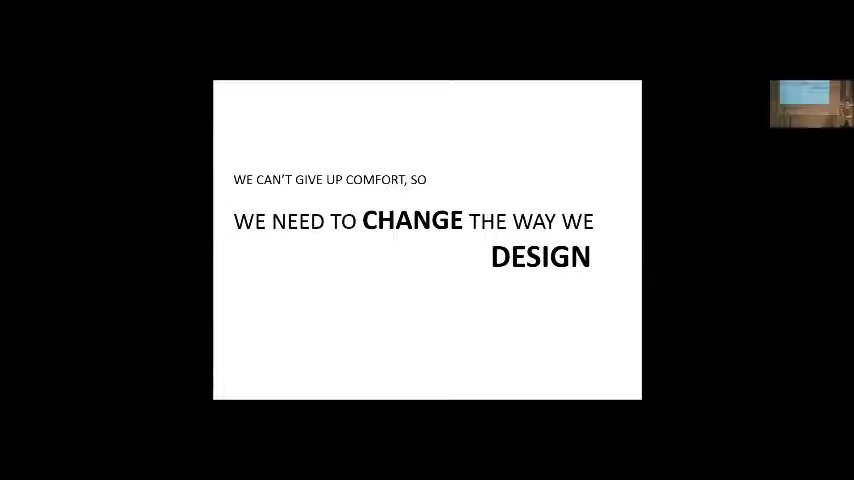 WE CAN'T GIVE UP COMFORT, SO
WE NEED TO CHANGE THE WAY WE
DESIGN